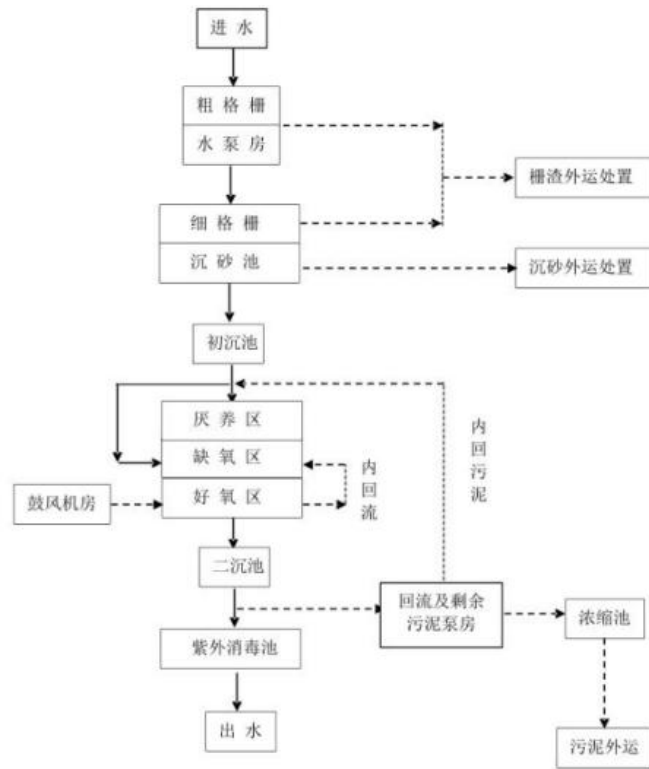 进 水
粗 格 栅
水 泵 房
栅渣外运处置
细 格 栅
沉 砂 池
沉砂外运处置
初沉池
厌 养 区
缺 氧 区
好 氧 区
内回流
内回污泥
鼓风机房
二沉池
回流及剩余
污泥泵房
浓缩池
紫外消毒池
出 水
污泥外运